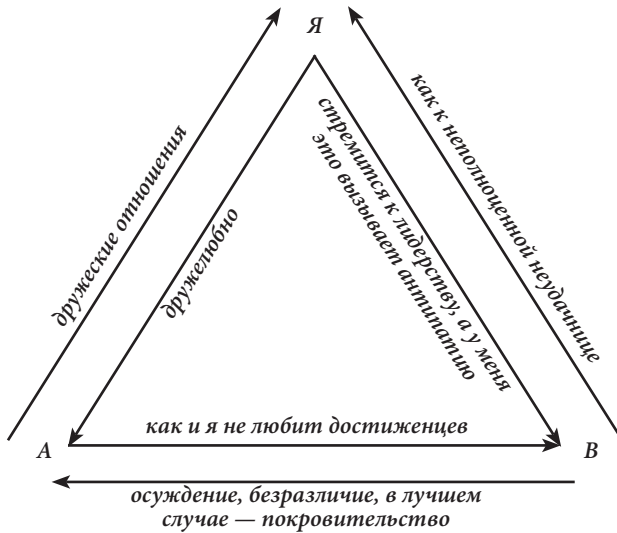 Я
дружеские отношения
дружелюбно
стремится к лидерству, а у меня
это вызывает антипатию
как к неполноценной неудачнице
А
как и я не любит достиженцев
В
осуждение, безразличие, в лучшем
случае — покровительство